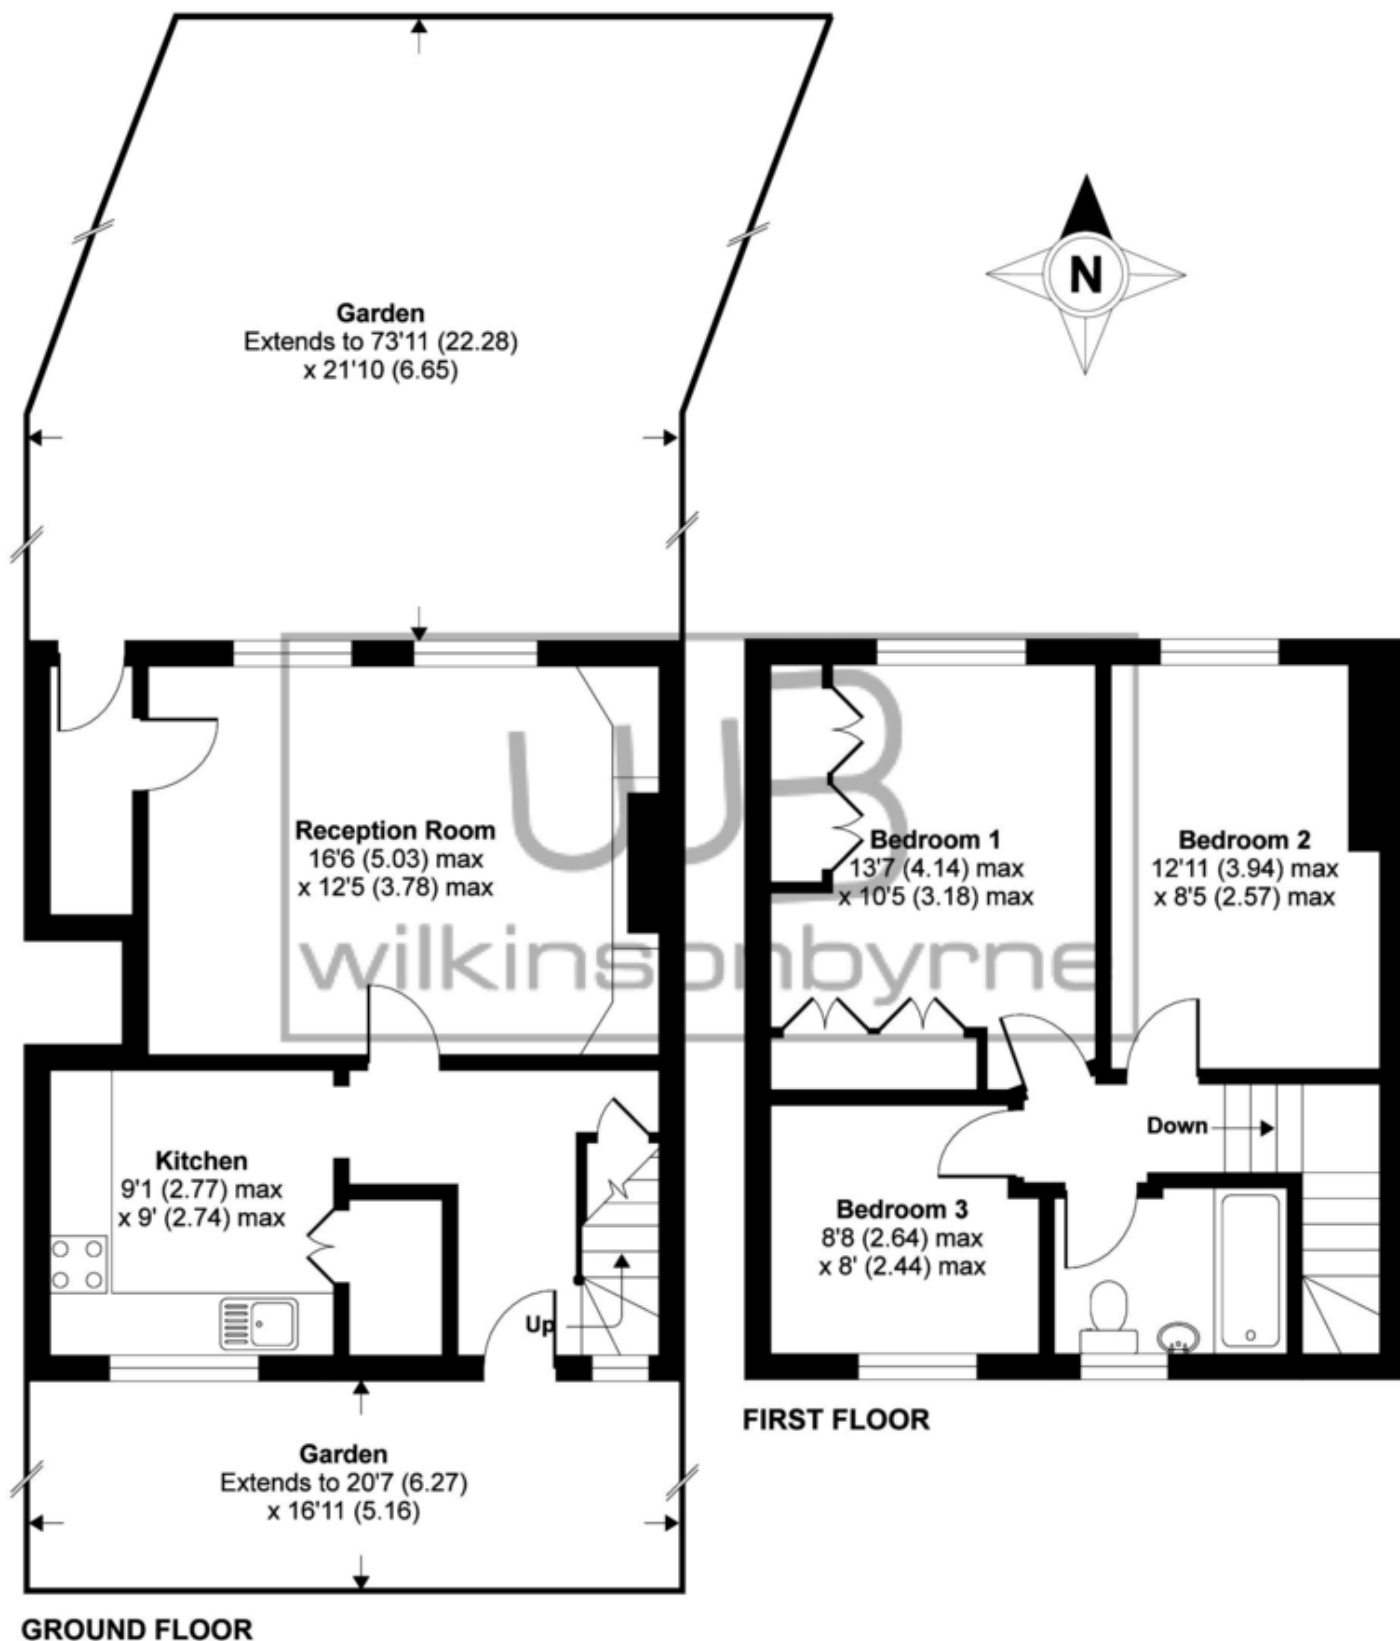 Garden
Extends to 73'11 (22.28)
x 21'10 (6.65)
N
Reception Room
16'6 (5.03) max
x 12'5 (3.78) max
Bedroom 1
13'7 (4.14) max
x 10'5 (3.18) max
Bedroom 2
12'11 (3.94) max
x 8'5 (2.57) max
WB
wilkinsonbyrne
Kitchen
9'1 (2.77) max
x 9' (2.74) max
Down
Bedroom 3
8'8 (2.64) max
x 8' (2.44) max
Up
FIRST FLOOR
Garden
Extends to 20'7 (6.27)
x 16'11 (5.16)
GROUND FLOOR